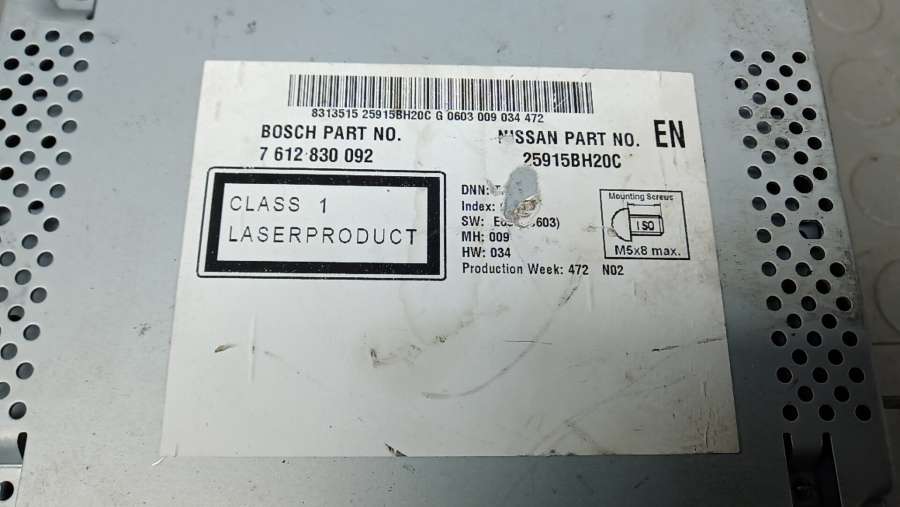 8313515 25915BH20C G 0603 009 034 472
BOSCH PART NO.
7 612 830 092
NISSAN PART NO.
25915BH20C
EN
CLASS 1
LASERPRODUCT
DNN:
Index:
SW:
MH: 009
HW: 034
Production Week: 472 N02
Mounting Screws
ISO
M5x8 max.